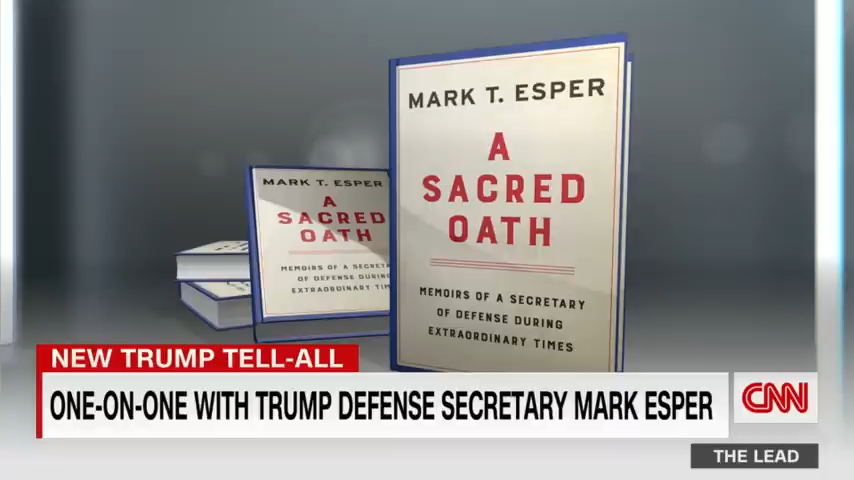 MARK T. ESPER
A
SACRED
OATH
MEMOIRS OF A SECRETARY
OF DEFENSE DURING
EXTRAORDINARY TIMES
MARK T. ESPER
A
SACRED
OATH
MEMOIRS OF A
OF DEFENSE DURING
EXTRAORDINARY
NEW TRUMP TELL-ALL
ONE-ON-ONE WITH TRUMP DEFENSE SECRETARY MARK ESPER
CNN
THE LEAD